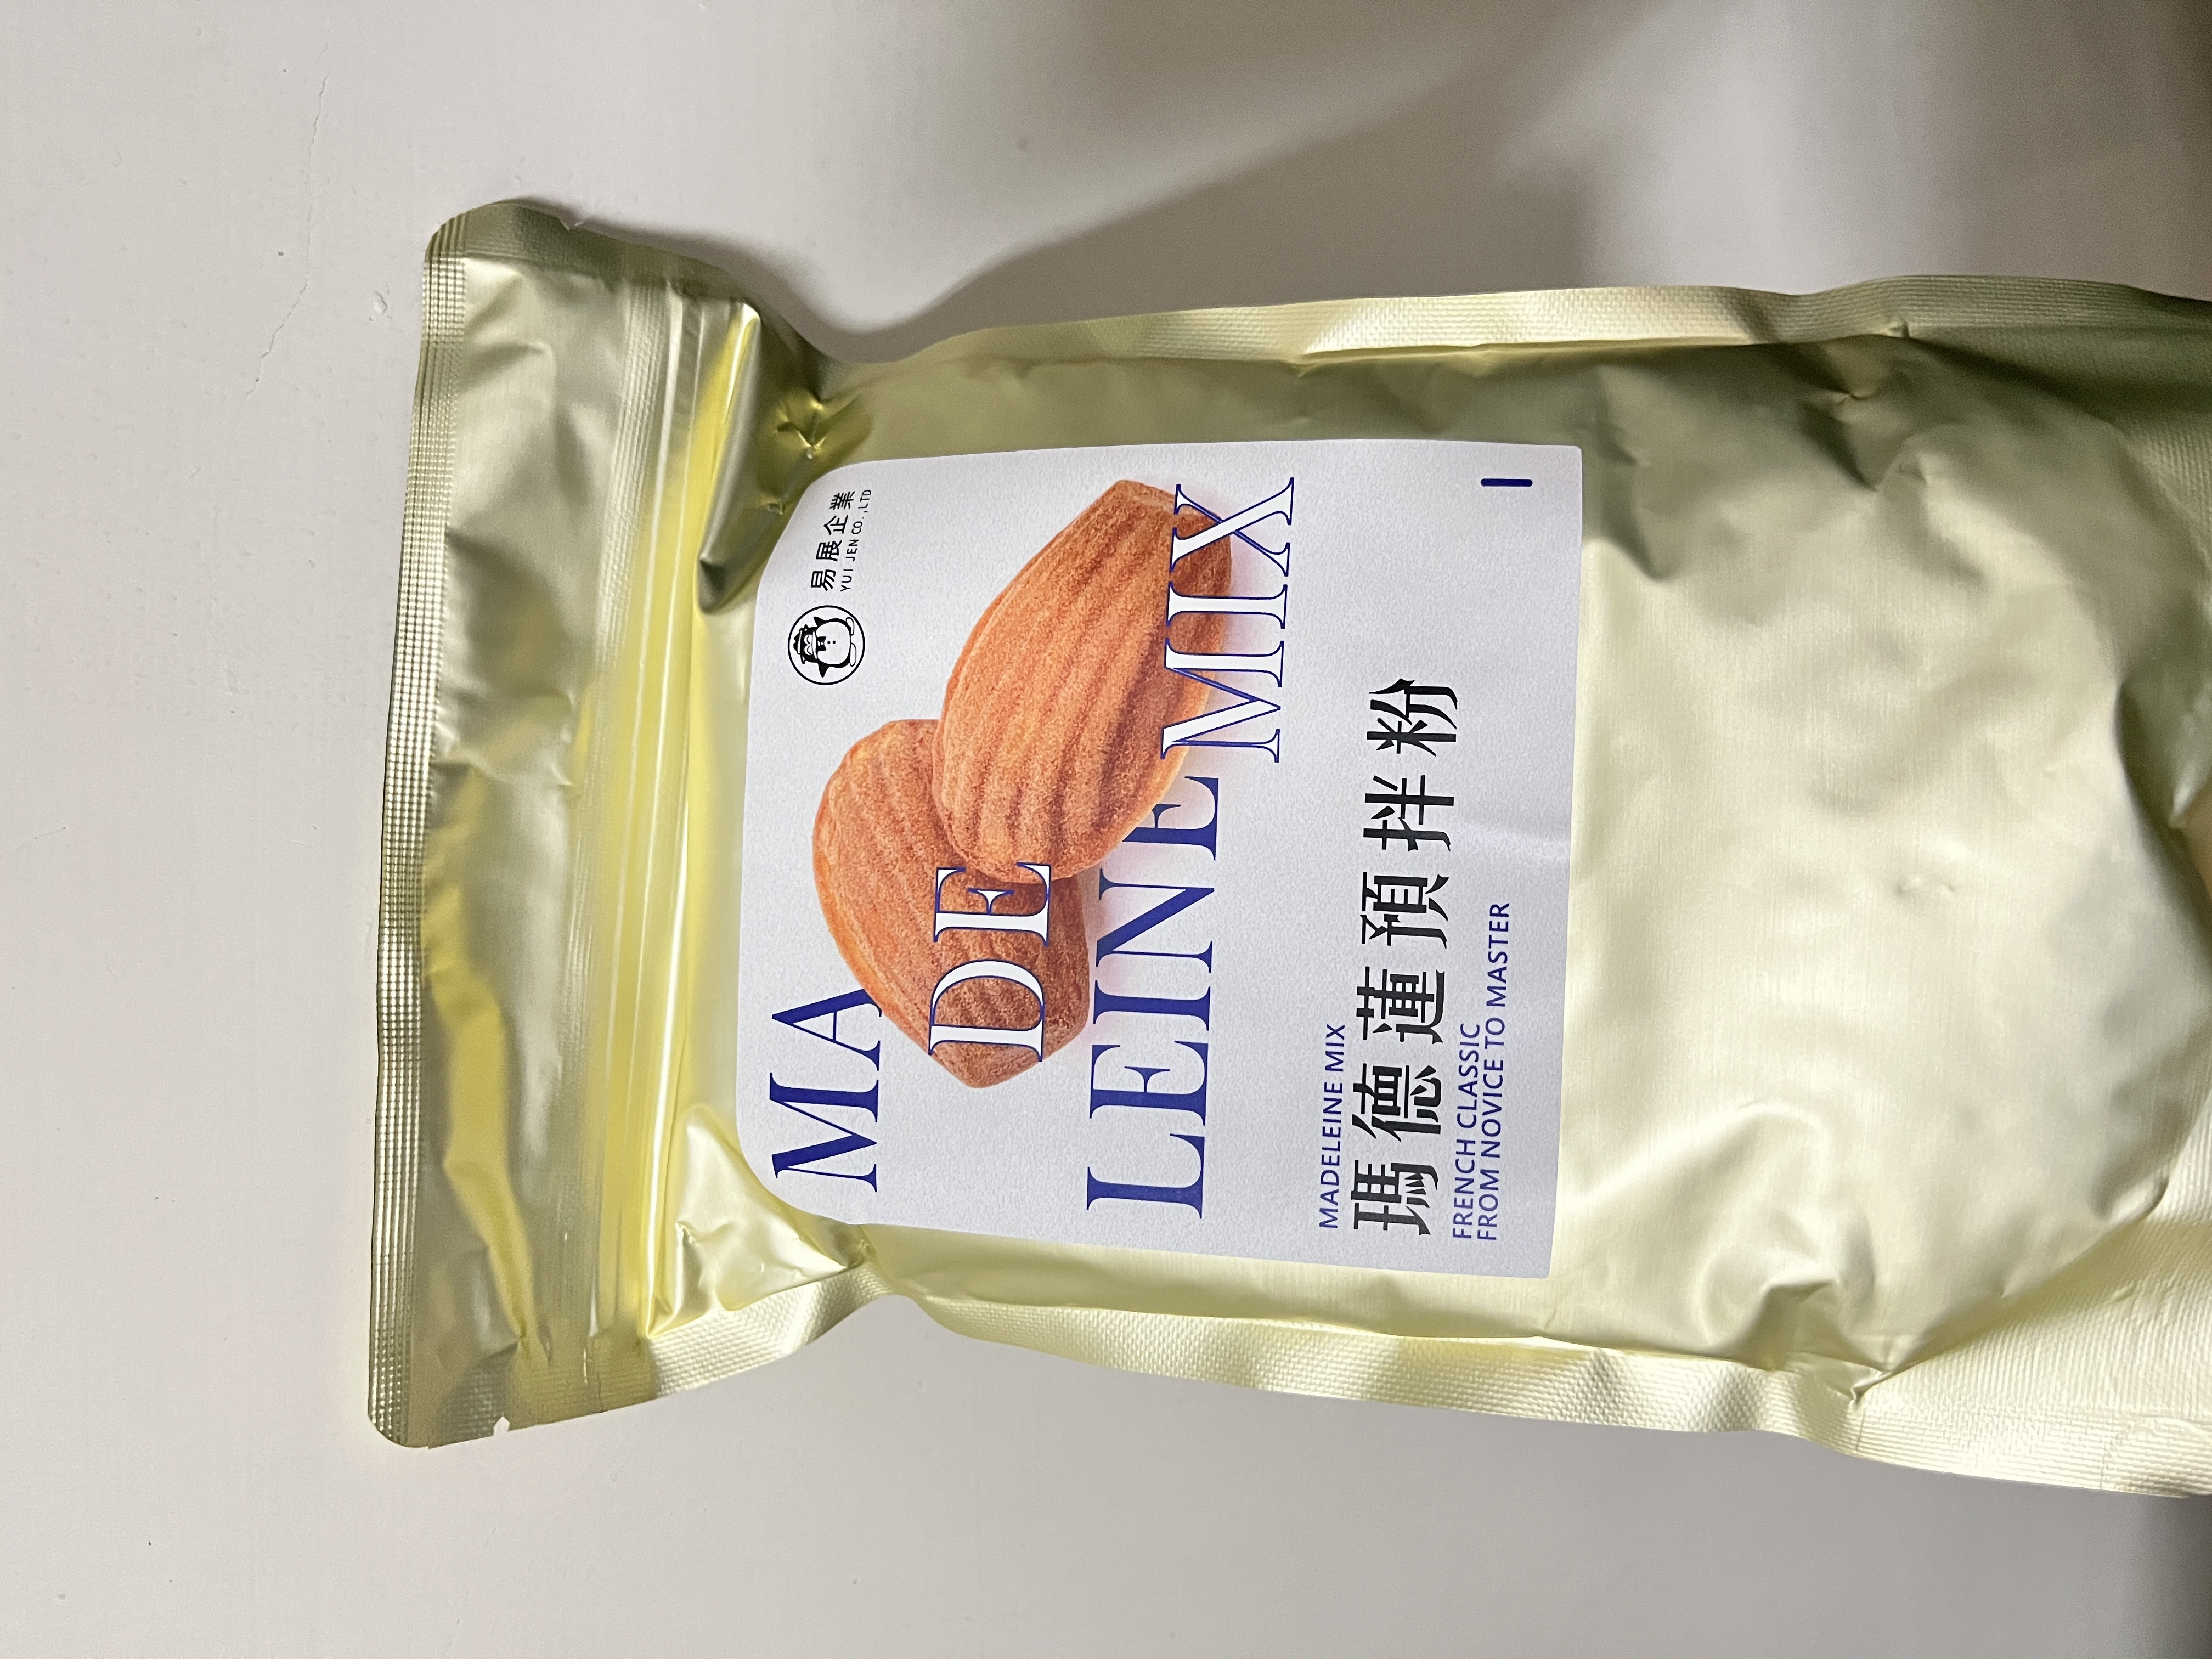 易展企業
YUI JEN CO.,LTD
MA
DE
LEINE MIX
MADELEINE MIX
瑪德蓮預拌粉
FRENCH CLASSIC
FROM NOVICE TO MASTER